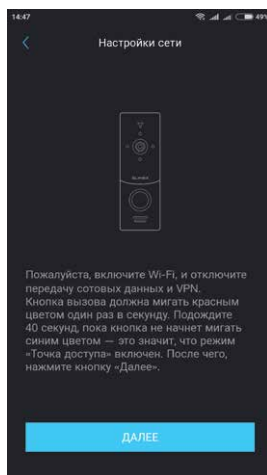 14:47
49%
Настройки сети
SLINEX
Пожалуйста, включите Wi-Fi, и отключите
передачу сотовых данных и VPN.
Кнопка вызова должна мигать красным
цветом один раз в секунду. Подождите
40 секунд, пока кнопка не начнет мигать
синим цветом — это значит, что режим
«Точка доступа» включен. После чего,
нажмите кнопку «Далее».
ДАЛЕЕ